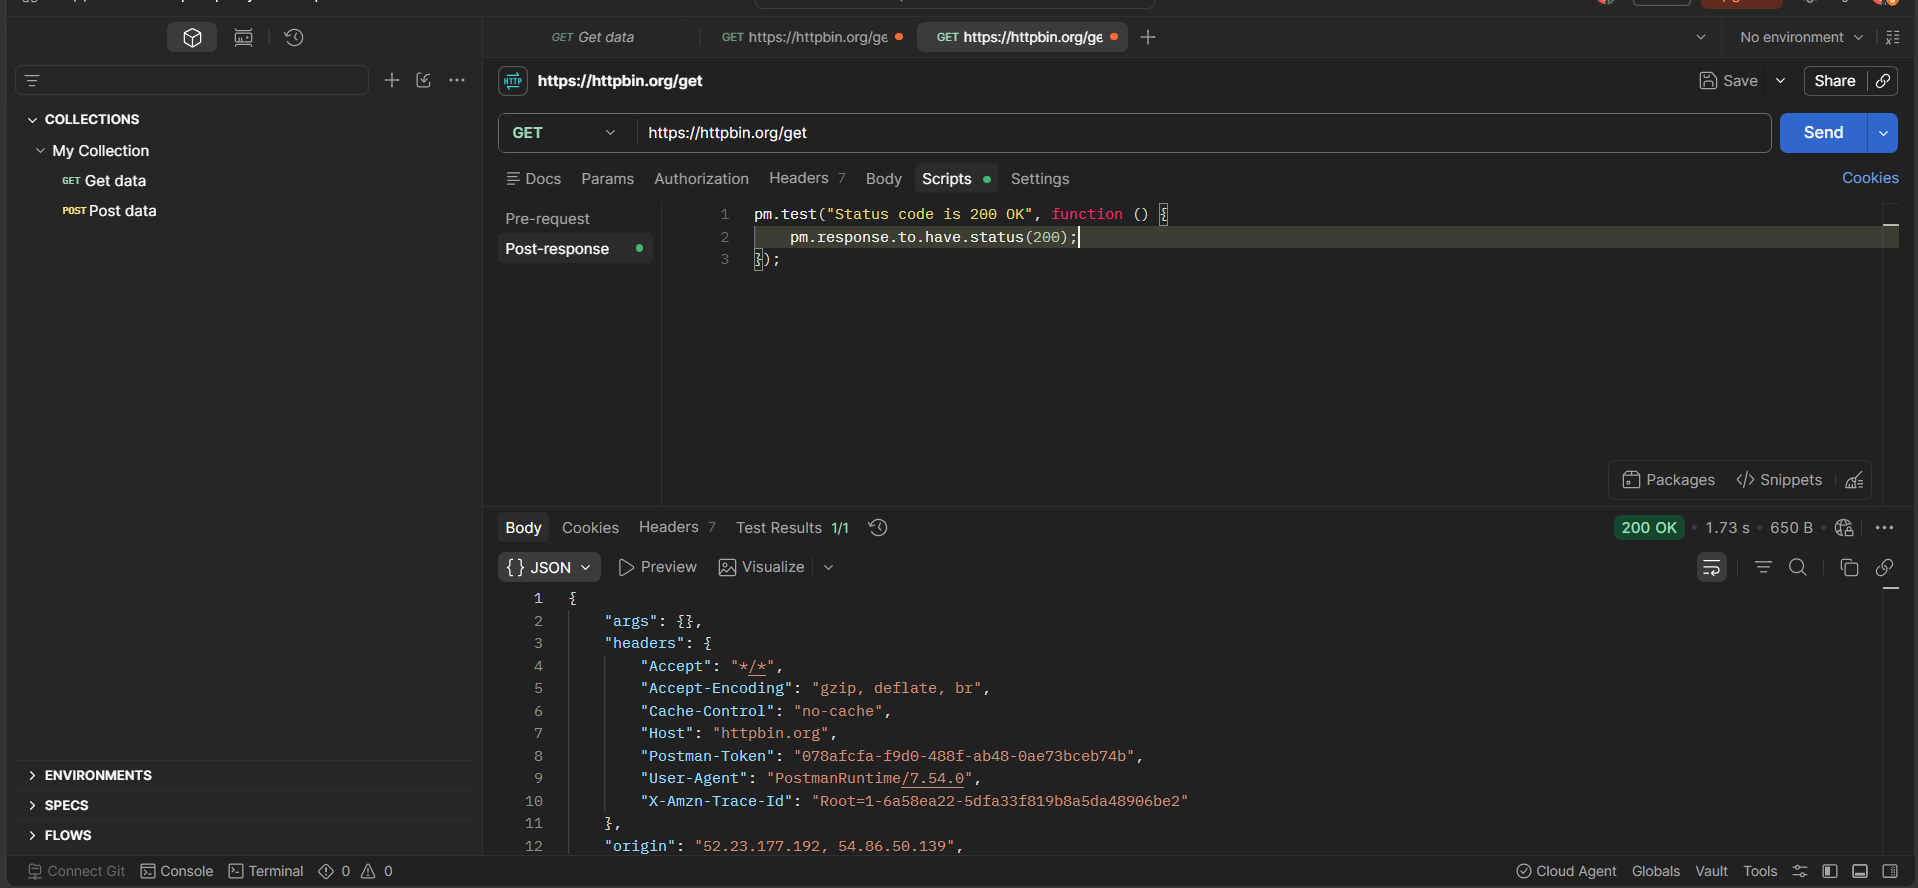 GET Get data
GET https://httpbin.org/ge
GET https://httpbin.org/ge
No environment
HTTP https://httpbin.org/get
Save
Share
COLLECTIONS
My Collection
GET Get data
POST Post data
GET
https://httpbin.org/get
Send
Docs
Params
Authorization
Headers 7
Body
Scripts
Settings
Cookies
Pre-request
Post-response
1 pm.test("Status code is 200 OK", function () {
2 pm.response.to.have.status(200);
3 });
Packages
Snippets
Body
Cookies
Headers 7
Test Results 1/1
200 OK
1.73 s
650 B
{} JSON
Preview
Visualize
1 {
2 "args": {},
3 "headers": {
4 "Accept": "*/*",
5 "Accept-Encoding": "gzip, deflate, br",
6 "Cache-Control": "no-cache",
7 "Host": "httpbin.org",
8 "Postman-Token": "078afcfa-f9d0-488f-ab48-0ae73bceb74b",
9 "User-Agent": "PostmanRuntime/7.54.0",
10 "X-Amzn-Trace-Id": "Root=1-6a58ea22-5dfa33f819b8a5da48906be2"
11 },
12 "origin": "52.23.177.192, 54.86.50.139",
ENVIRONMENTS
SPECS
FLOWS
Connect Git
Console
Terminal
0
0
Cloud Agent
Globals
Vault
Tools